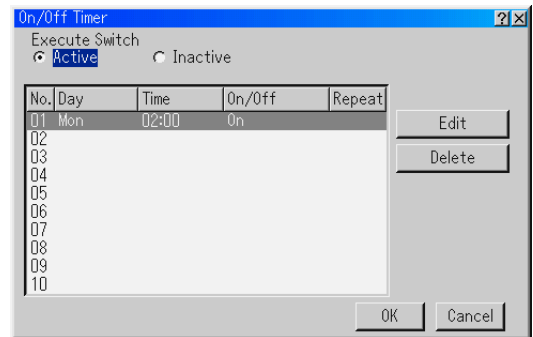 On/Off Timer ? ×
Execute Switch
Active Inactive
No. Day Time On/Off Repeat
01 Mon 02:00 On
02
03
04
05
06
07
08
09
10
Edit
Delete
OK Cancel